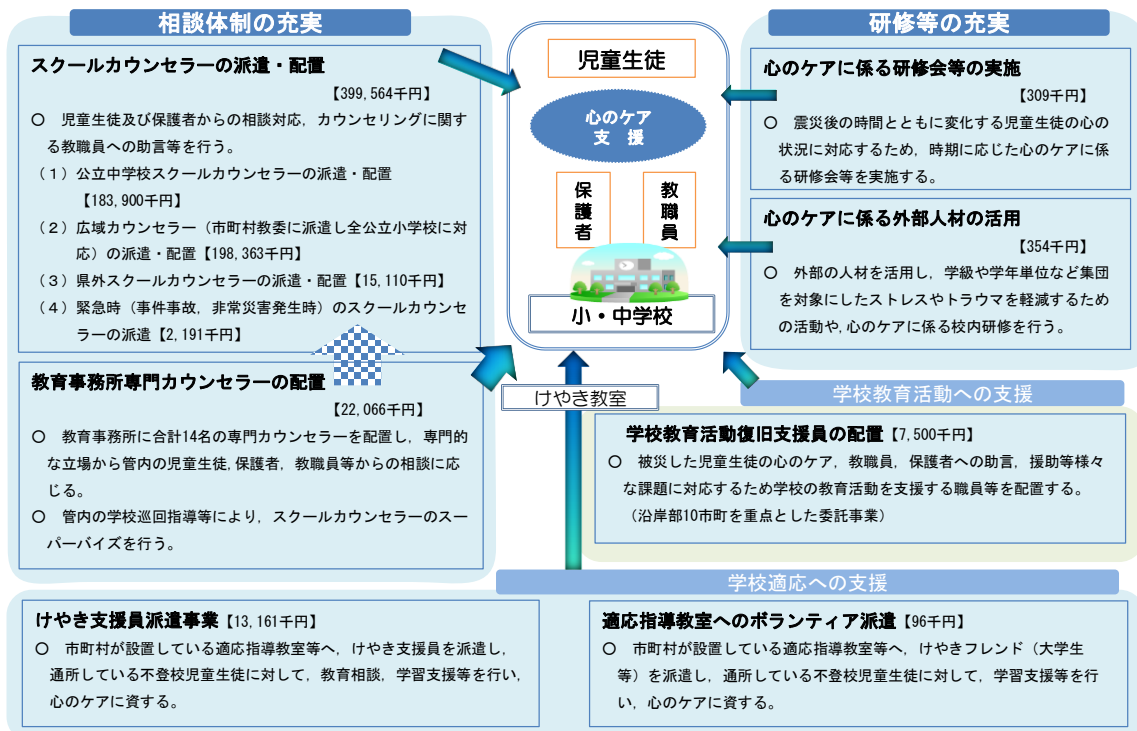 相談体制の充実
スクールカウンセラーの派遣・配置
【399,564千円】
○ 児童生徒及び保護者からの相談対応，カウンセリングに関す
る教職員への助言等を行う。
（１）公立中学校スクールカウンセラーの派遣・配置
【183,900千円】
（２）広域カウンセラー（市町村教委に派遣し全公立小学校に対
応）の派遣・配置【198,363千円】
（３）県外スクールカウンセラーの派遣・配置【15,110千円】
（４）緊急時（事件事故，非常災害発生時）のスクールカウンセ
ラーの派遣【2,191千円】
教育事務所専門カウンセラーの配置
【22,066千円】
○ 教育事務所に合計14名の専門カウンセラーを配置し，専門的
な立場から管内の児童生徒,保護者，教職員等からの相談に応
じる。
○ 管内の学校巡回指導等により，スクールカウンセラーのスー
パーバイズを行う。
児童生徒
心のケア
支 援
保護者
教職員
小・中学校
けやき教室
研修等の充実
心のケアに係る研修会等の実施
【309千円】
○ 震災後の時間とともに変化する児童生徒の心の
状況に対応するため，時期に応じた心のケアに係
る研修会等を実施する。
心のケアに係る外部人材の活用
【354千円】
○ 外部の人材を活用し，学級や学年単位など集団
を対象にしたストレスやトラウマを軽減するため
の活動や,心のケアに係る校内研修を行う。
学校教育活動への支援
学校教育活動復旧支援員の配置【7,500千円】
○ 被災した児童生徒の心のケア，教職員，保護者への助言，援助等様々
な課題に対応するため学校の教育活動を支援する職員等を配置する。
（沿岸部10市町を重点とした委託事業）
学校適応への支援
けやき支援員派遣事業【13,161千円】
○ 市町村が設置している適応指導教室等へ，けやき支援員を派遣し，
通所している不登校児童生徒に対して，教育相談，学習支援等を行い，
心のケアに資する。
適応指導教室へのボランティア派遣【96千円】
○ 市町村が設置している適応指導教室等へ，けやきフレンド（大学生
等）を派遣し，通所している不登校児童生徒に対して，学習支援等を行
い，心のケアに資する。